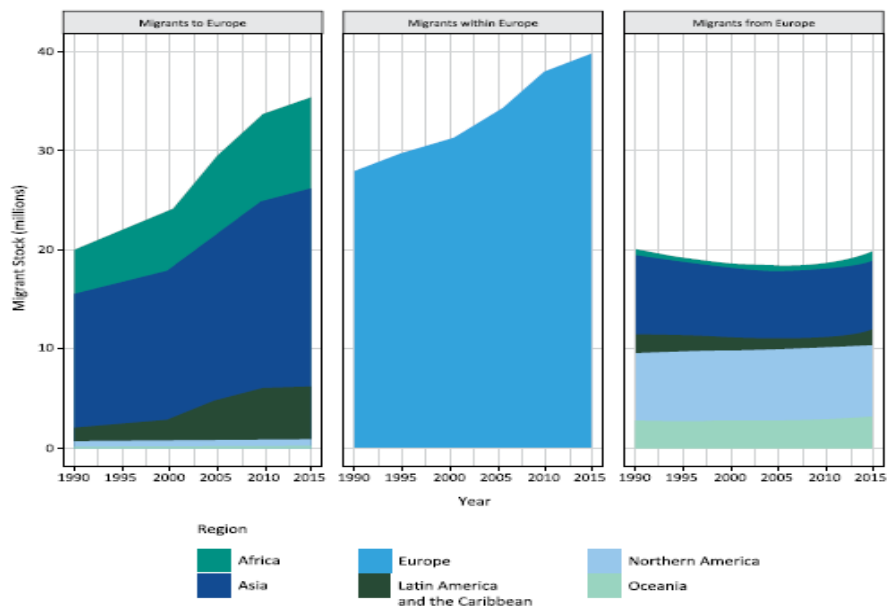 Migrants to Europe
Migrants within Europe
Migrants from Europe
Migrant Stock (millions)
40
30
20
10
0
1990 1995 2000 2005 2010 2015
1990 1995 2000 2005 2010 2015
1990 1995 2000 2005 2010 2015
Year
Region
Africa
Europe
Northern America
Asia
Latin America
and the Caribbean
Oceania